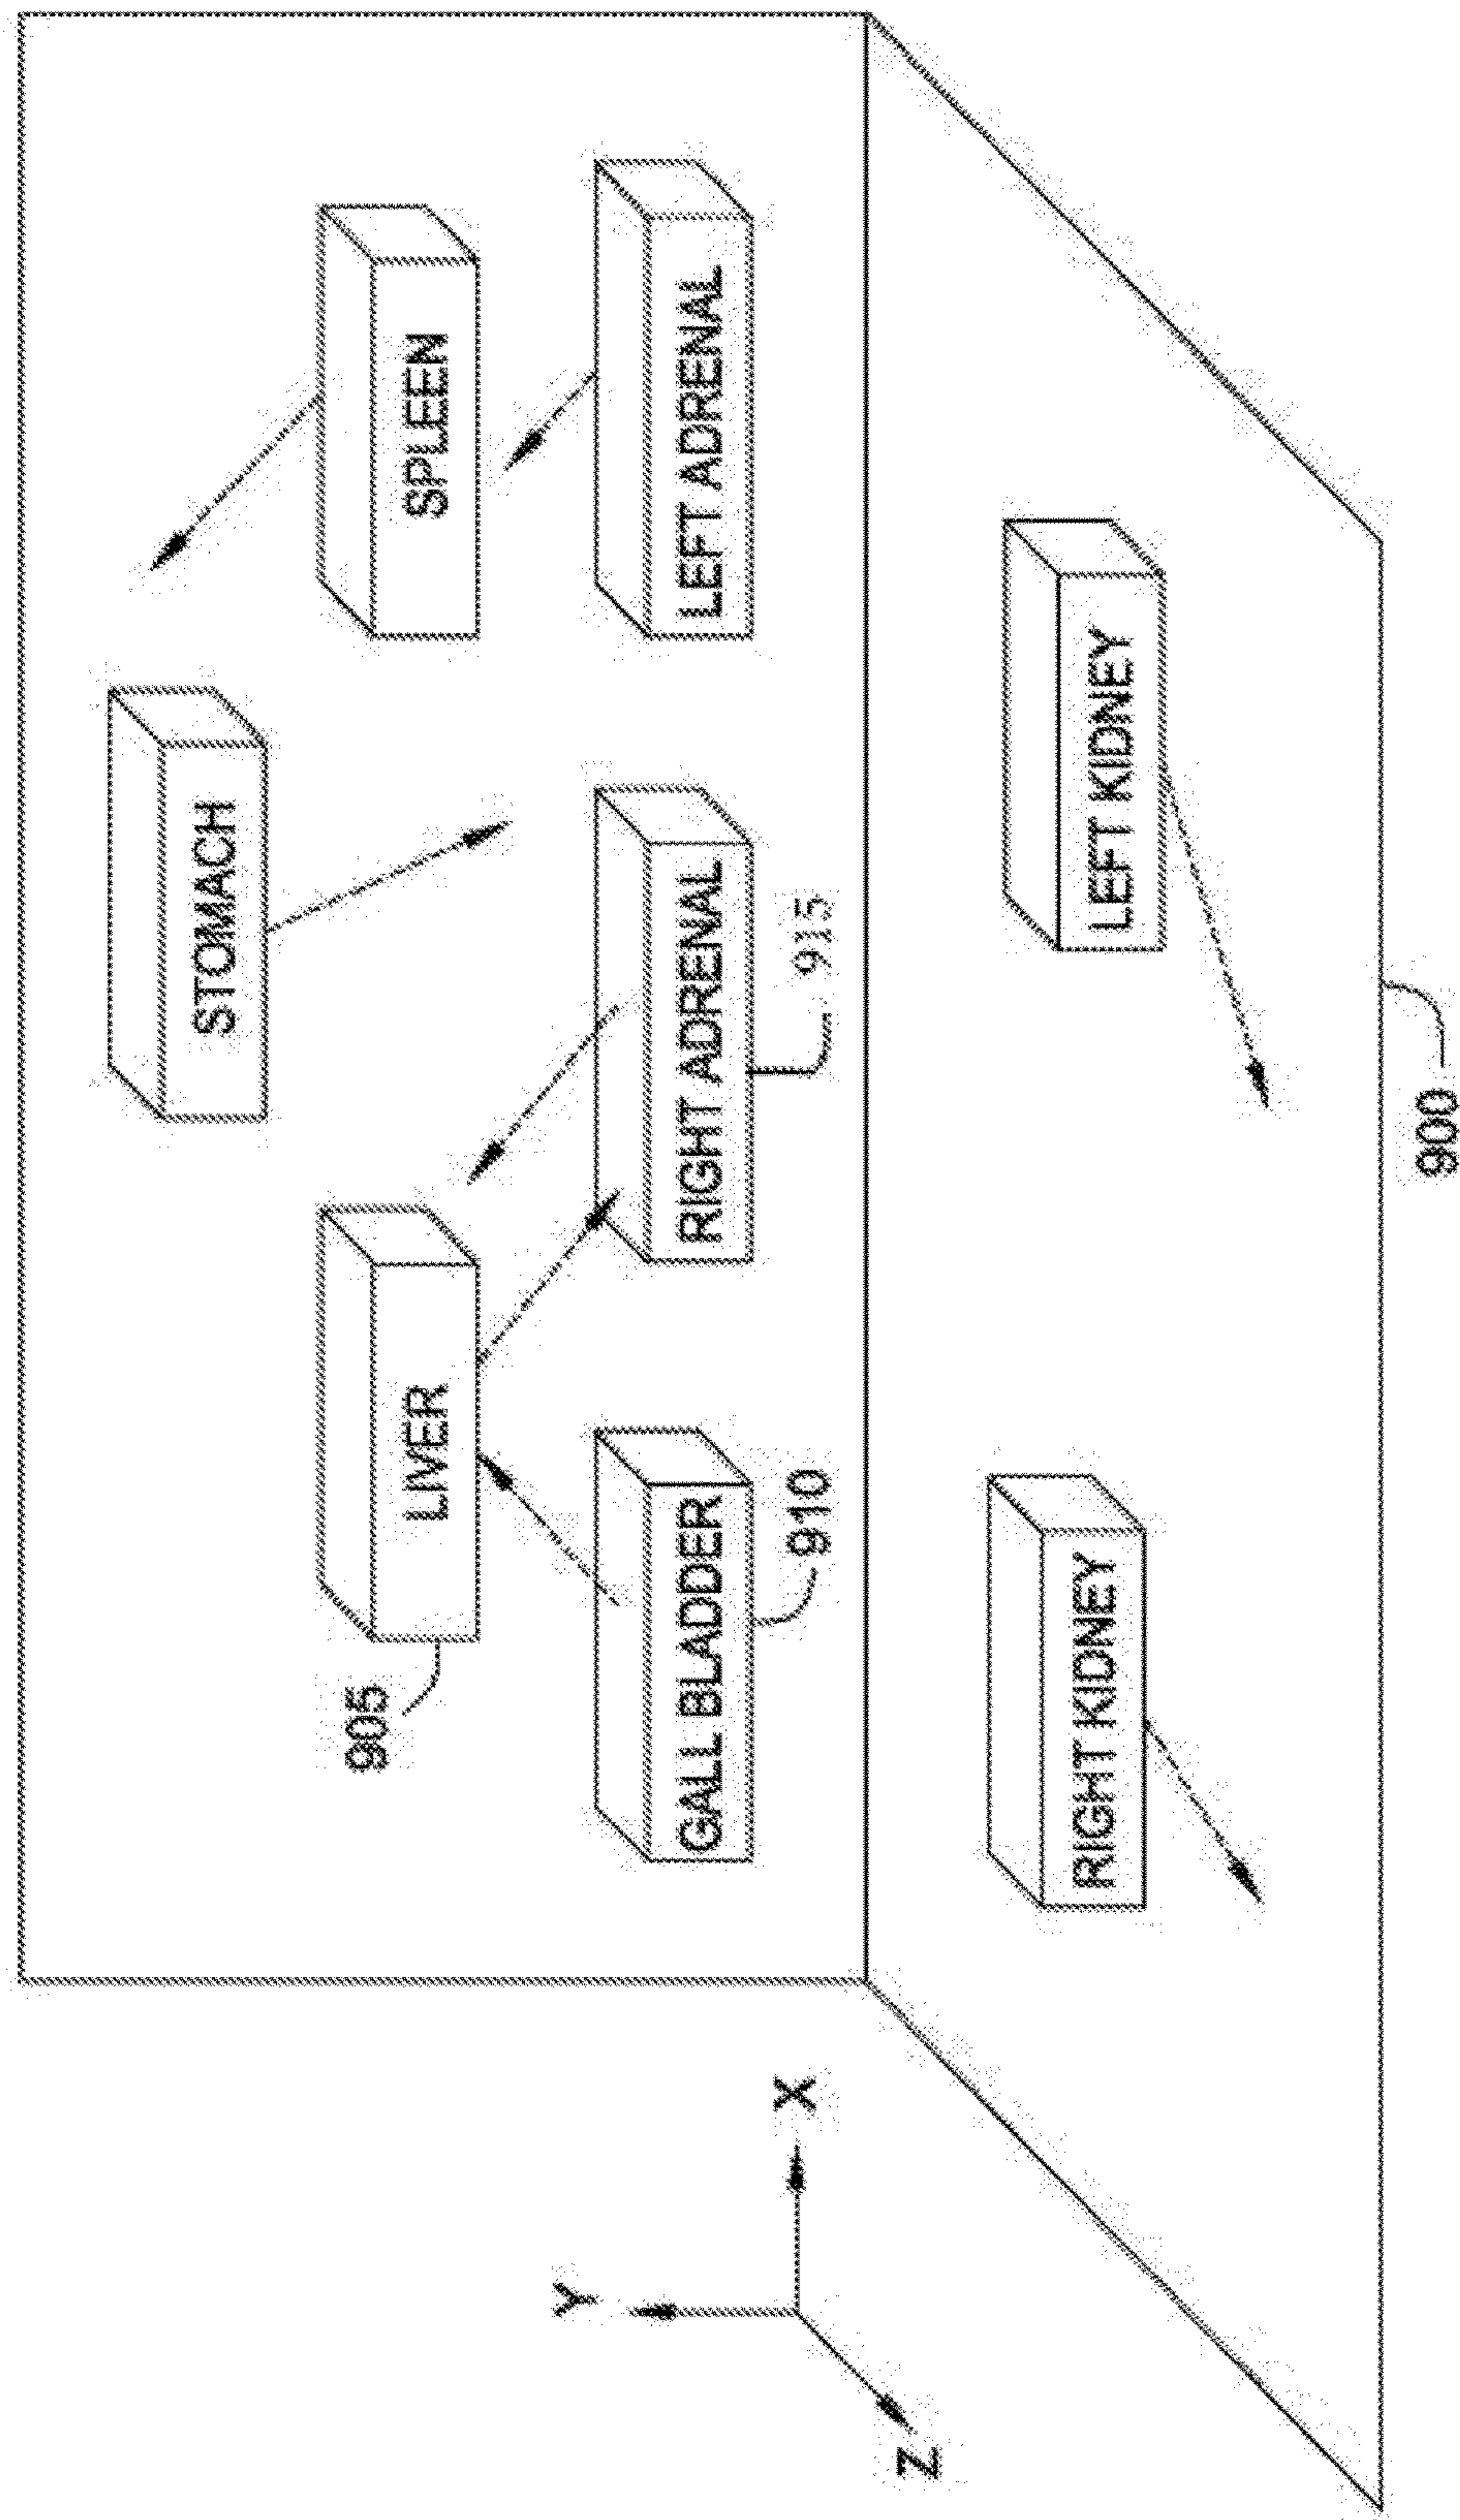 STOMACH
905
LIVER
SPLEEN
GALL BLADDER
RIGHT ADRENAL
LEFT ADRENAL
910
915
Y
X
Z
RIGHT KIDNEY
LEFT KIDNEY
900